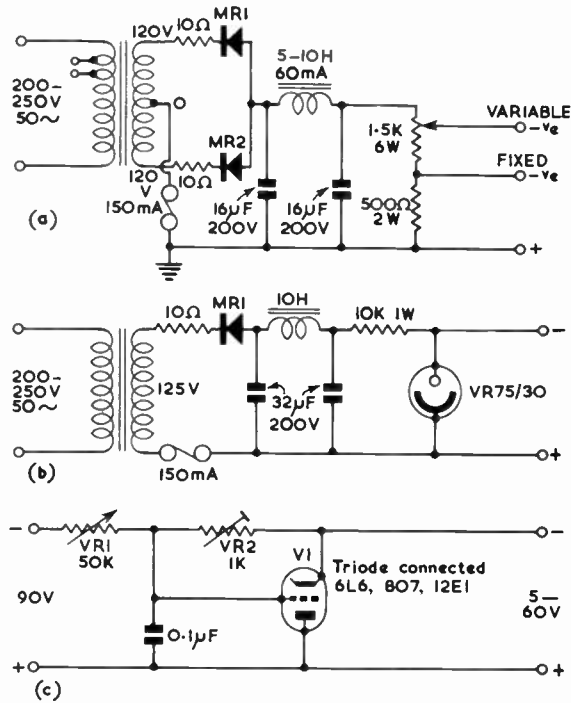 120V
10Ω
MR1
5-10H
60mA
200-
250V
50~
O
MR2
10Ω
120
V
150mA
16µF
200V
16µF
200V
1·5K
6W
500Ω
2W
VARIABLE
-ve
FIXED
-ve
+
(a)
10Ω
MR1
10H
10K 1W
-
200-
250V
50~
125V
32µF
200V
VR75/30
150mA
+
(b)
-
VR1
50K
VR2
1K
V1
-
Triode connected
6L6, 807, 12E1
90V
5-
60V
0·1µF
+
+
(c)